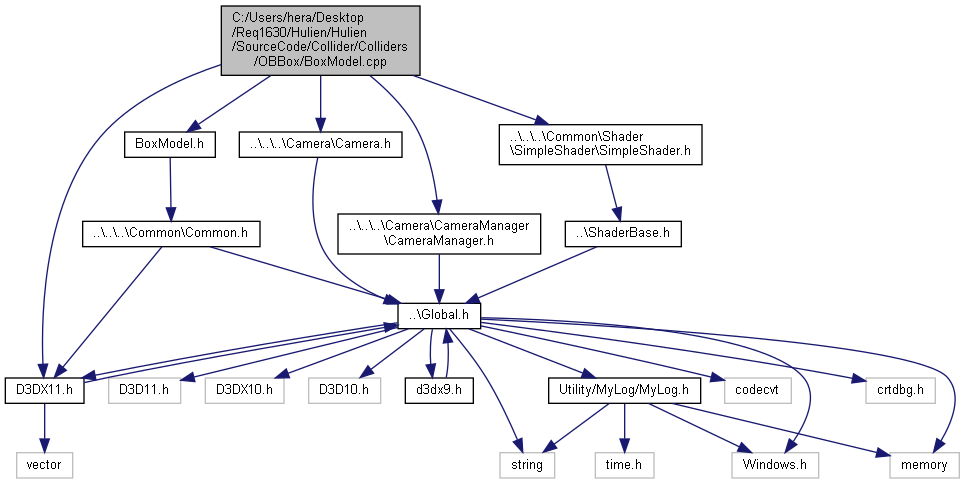 C:/Users/hera/Desktop
/Req1630/Hulien/Hulien
/SourceCode/Collider/Colliders
/OBBox/BoxModel.cpp
BoxModel.h
..\..\..\Camera\Camera.h
..\..\..\Common\Shader
\SimpleShader\SimpleShader.h
..\..\..\Common\Common.h
..\..\..\Camera\CameraManager
\CameraManager.h
..\ShaderBase.h
..\Global.h
D3DX11.h
D3D11.h
D3DX10.h
D3D10.h
d3dx9.h
Utility/MyLog/MyLog.h
codecvt
crtdbg.h
vector
string
time.h
Windows.h
memory